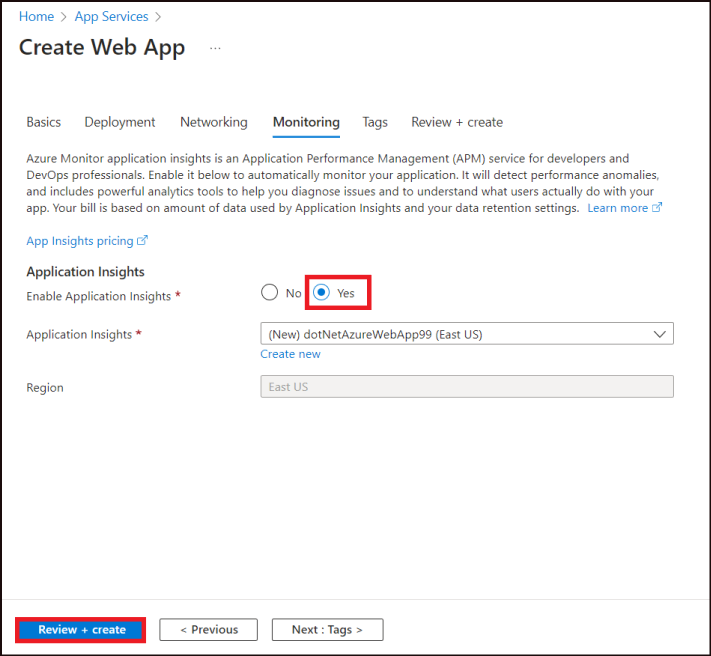 Home > App Services >
Create Web App ...
Basics Deployment Networking Monitoring Tags Review + create
Azure Monitor application insights is an Application Performance Management (APM) service for developers and
DevOps professionals. Enable it below to automatically monitor your application. It will detect performance anomalies,
and includes powerful analytics tools to help you diagnose issues and to understand what users actually do with your
app. Your bill is based on amount of data used by Application Insights and your data retention settings. Learn more
App Insights pricing
Application Insights
Enable Application Insights * No Yes
Application Insights * (New) dotNetAzureWebApp99 (East US)
Create new
Region East US
Review + create < Previous Next : Tags >